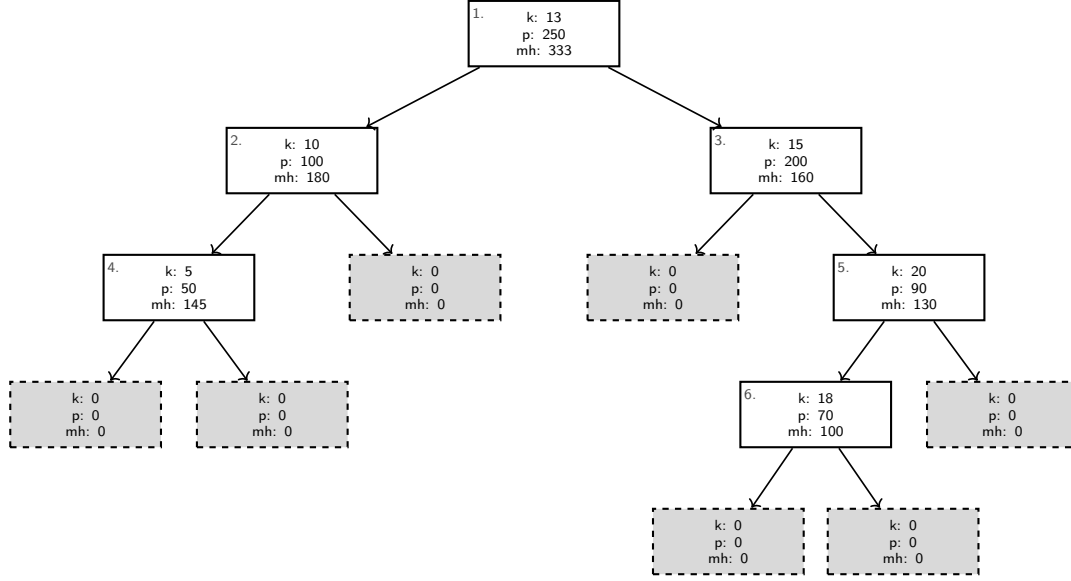 1.
k: 13
p: 250
mh: 333
2.
k: 10
p: 100
mh: 180
3.
k: 15
p: 200
mh: 160
4.
k: 5
p: 50
mh: 145
k: 0
p: 0
mh: 0
k: 0
p: 0
mh: 0
5.
k: 20
p: 90
mh: 130
k: 0
p: 0
mh: 0
k: 0
p: 0
mh: 0
6.
k: 18
p: 70
mh: 100
k: 0
p: 0
mh: 0
k: 0
p: 0
mh: 0
k: 0
p: 0
mh: 0